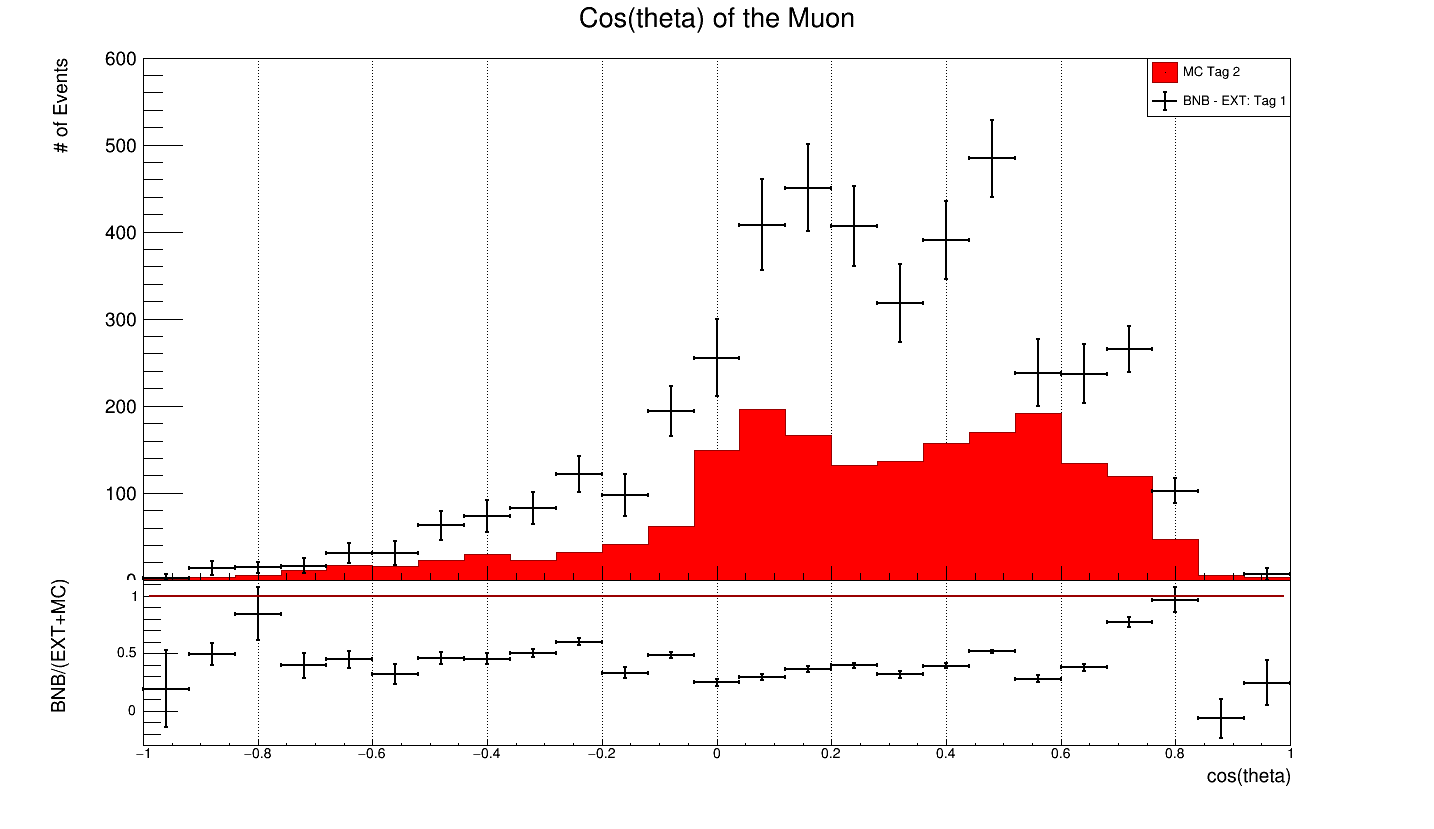 Cos(theta) of the Muon
# of Events
600
500
400
300
200
100
0
MC Tag 2
BNB - EXT: Tag 1
BNB/(EXT+MC)
1
0.5
0
−1 −0.8 −0.6 −0.4 −0.2 0 0.2 0.4 0.6 0.8 1
cos(theta)